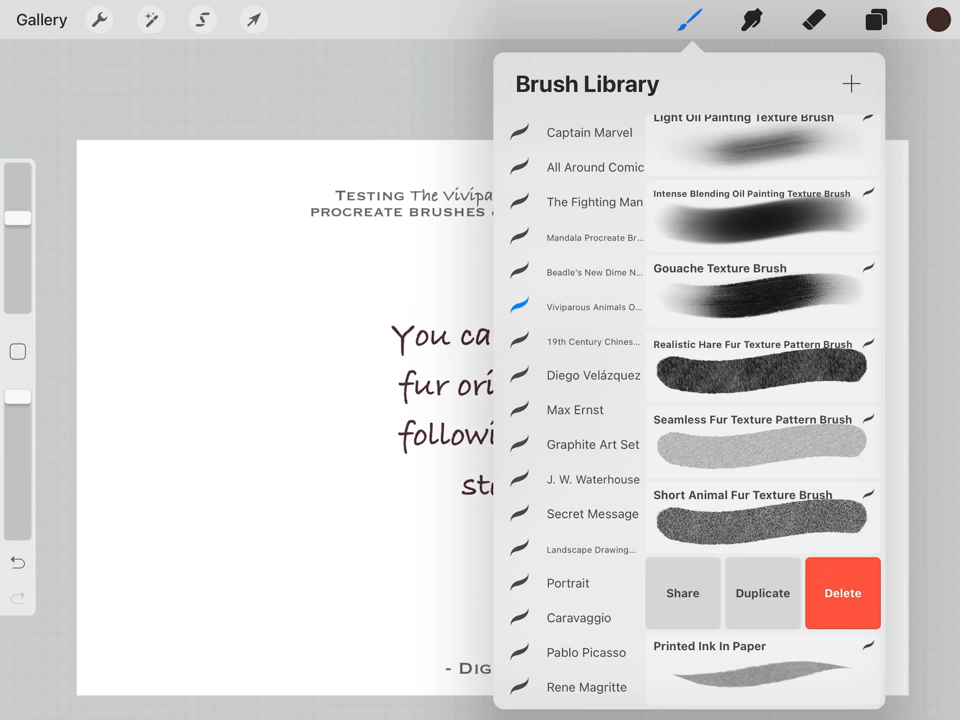 Gallery
Brush Library
Captain Marvel
All Around Comic
The Fighting Man
Mandala Procreate Br...
Beadle's New Dime N...
Viviparous Animals O...
19th Century Chines...
Diego Velázquez
Max Ernst
Graphite Art Set
J. W. Waterhouse
Secret Message
Landscape Drawing...
Portrait
Caravaggio
Pablo Picasso
Rene Magritte
Light Oil Painting Texture Brush
Intense Blending Oil Painting Texture Brush
Gouache Texture Brush
Realistic Hare Fur Texture Pattern Brush
Seamless Fur Texture Pattern Brush
Short Animal Fur Texture Brush
Share Duplicate Delete
Printed Ink In Paper
Testing The Vivipa
PROCREATE BRUSHES
You ca
fur ori
followi
st
- Dig